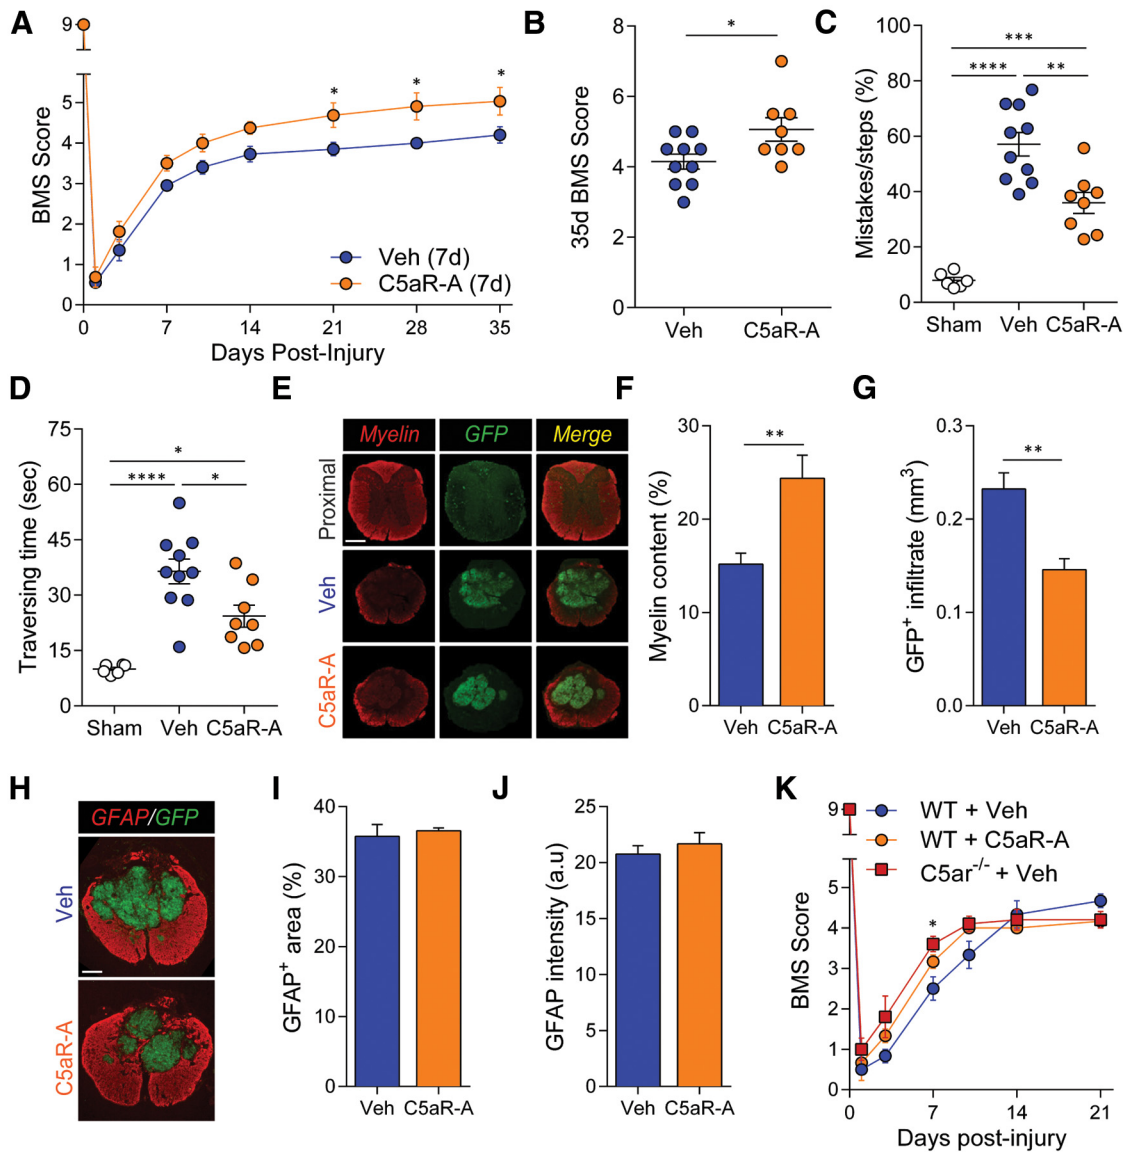 A
9
5
4
3
2
1
0
BMS Score
* * *
Veh (7d)
C5aR-A (7d)
0 7 14 21 28 35
Days Post-Injury
B
8
6
4
2
0
35d BMS Score
*
Veh C5aR-A
C
100
80
60
40
20
0
Mistakes/steps (%)
***
**** **
Sham Veh C5aR-A
D
75
60
45
30
15
0
Traversing time (sec)
*
**** *
Sham Veh C5aR-A
E
Myelin GFP Merge
Proximal
Veh
C5aR-A
F
30
20
10
0
Myelin content (%)
**
Veh C5aR-A
G
0.3
0.2
0.1
0.0
GFP⁺ infiltrate (mm³)
**
Veh C5aR-A
H
GFAP/GFP
Veh
C5aR-A
I
40
30
20
10
0
GFAP⁺ area (%)
Veh C5aR-A
J
25
20
15
10
5
0
GFAP intensity (a.u)
Veh C5aR-A
K
9
5
4
3
2
1
0
BMS Score
WT + Veh
WT + C5aR-A
C5ar⁻/⁻ + Veh
*
0 7 14 21
Days post-injury